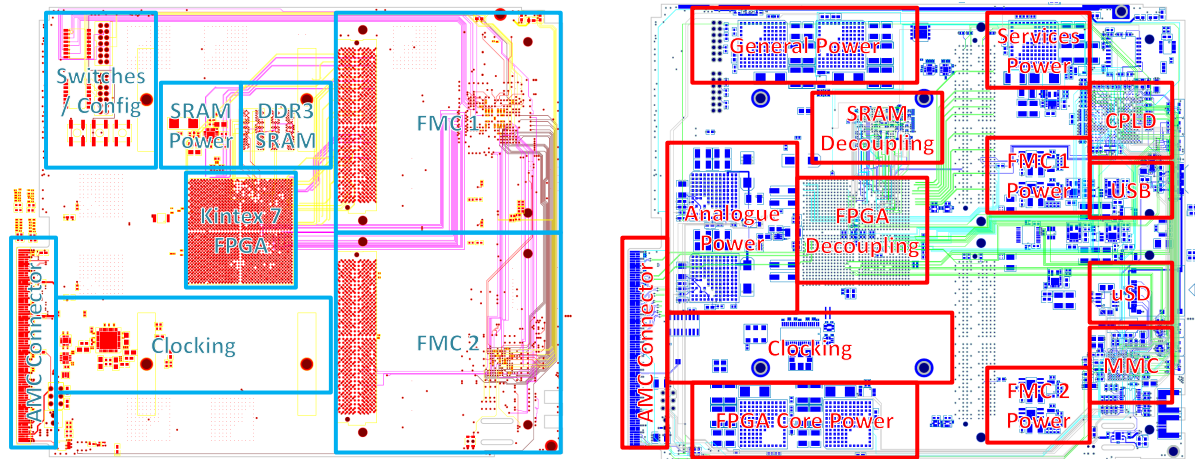 Switches
/ Config
SRAM
Power
DDR3
SRAM
FMC 1
Kintex 7
FPGA
AMC Connector
Clocking
FMC 2
General Power
Services
Power
SRAM
Decoupling
CPLD
FMC 1
Power
USB
Analogue
Power
FPGA
Decoupling
AMC Connector
uSD
Clocking
MMC
FMC 2
Power
FPGA Core Power